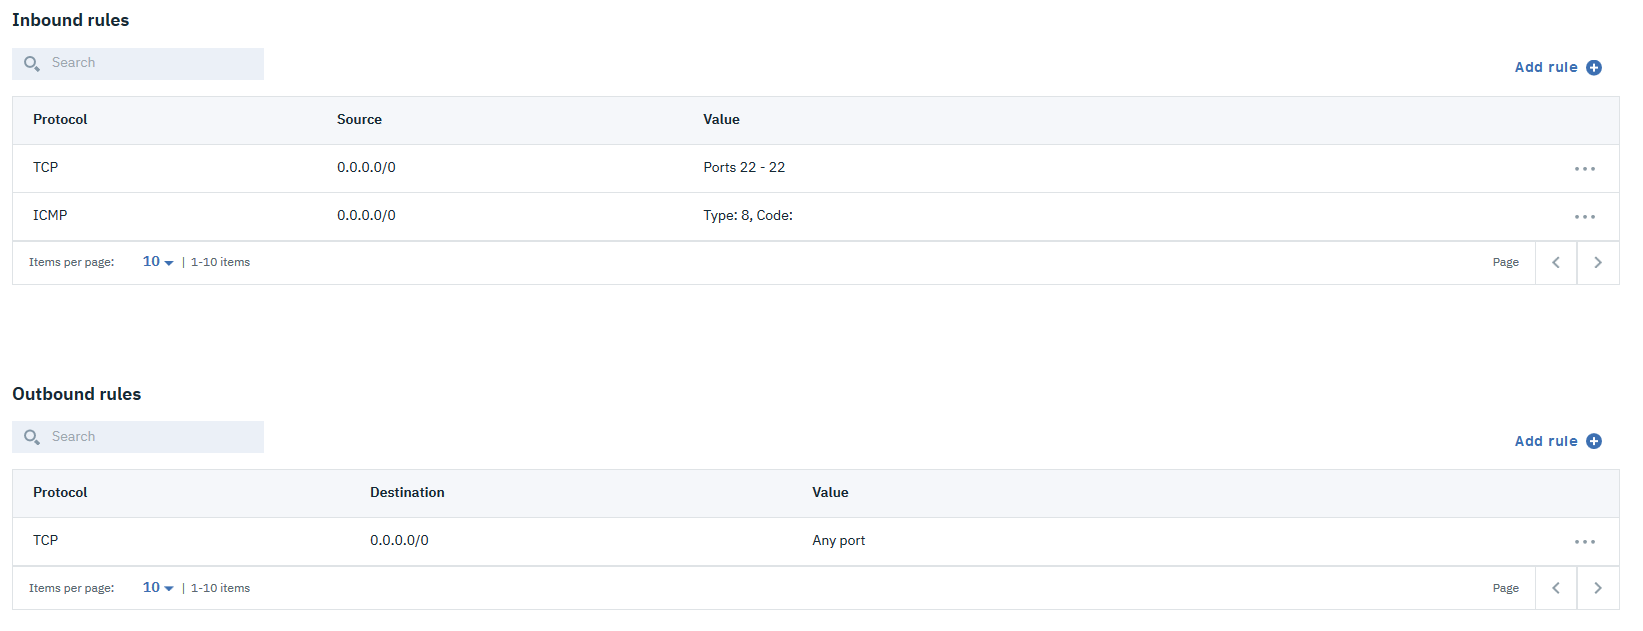 Inbound rules
Search
Add rule
Protocol Source Value
TCP 0.0.0.0/0 Ports 22 - 22
ICMP 0.0.0.0/0 Type: 8, Code:
Items per page: 10 | 1-10 items Page
Outbound rules
Search
Add rule
Protocol Destination Value
TCP 0.0.0.0/0 Any port
Items per page: 10 | 1-10 items Page